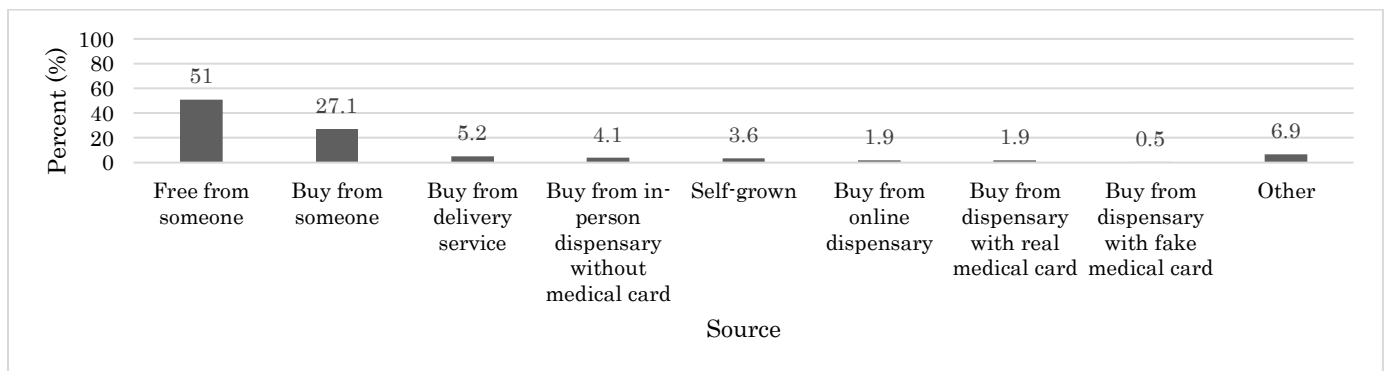 Percent (%)
100
80
60
40
20
0
51
27.1
5.2
4.1
3.6
1.9
1.9
0.5
6.9
Free from
someone
Buy from
someone
Buy from
delivery
service
Buy from in-
person
dispensary
without
medical card
Self-grown
Buy from
online
dispensary
Buy from
dispensary
with real
medical card
Buy from
dispensary
with fake
medical card
Other
Source